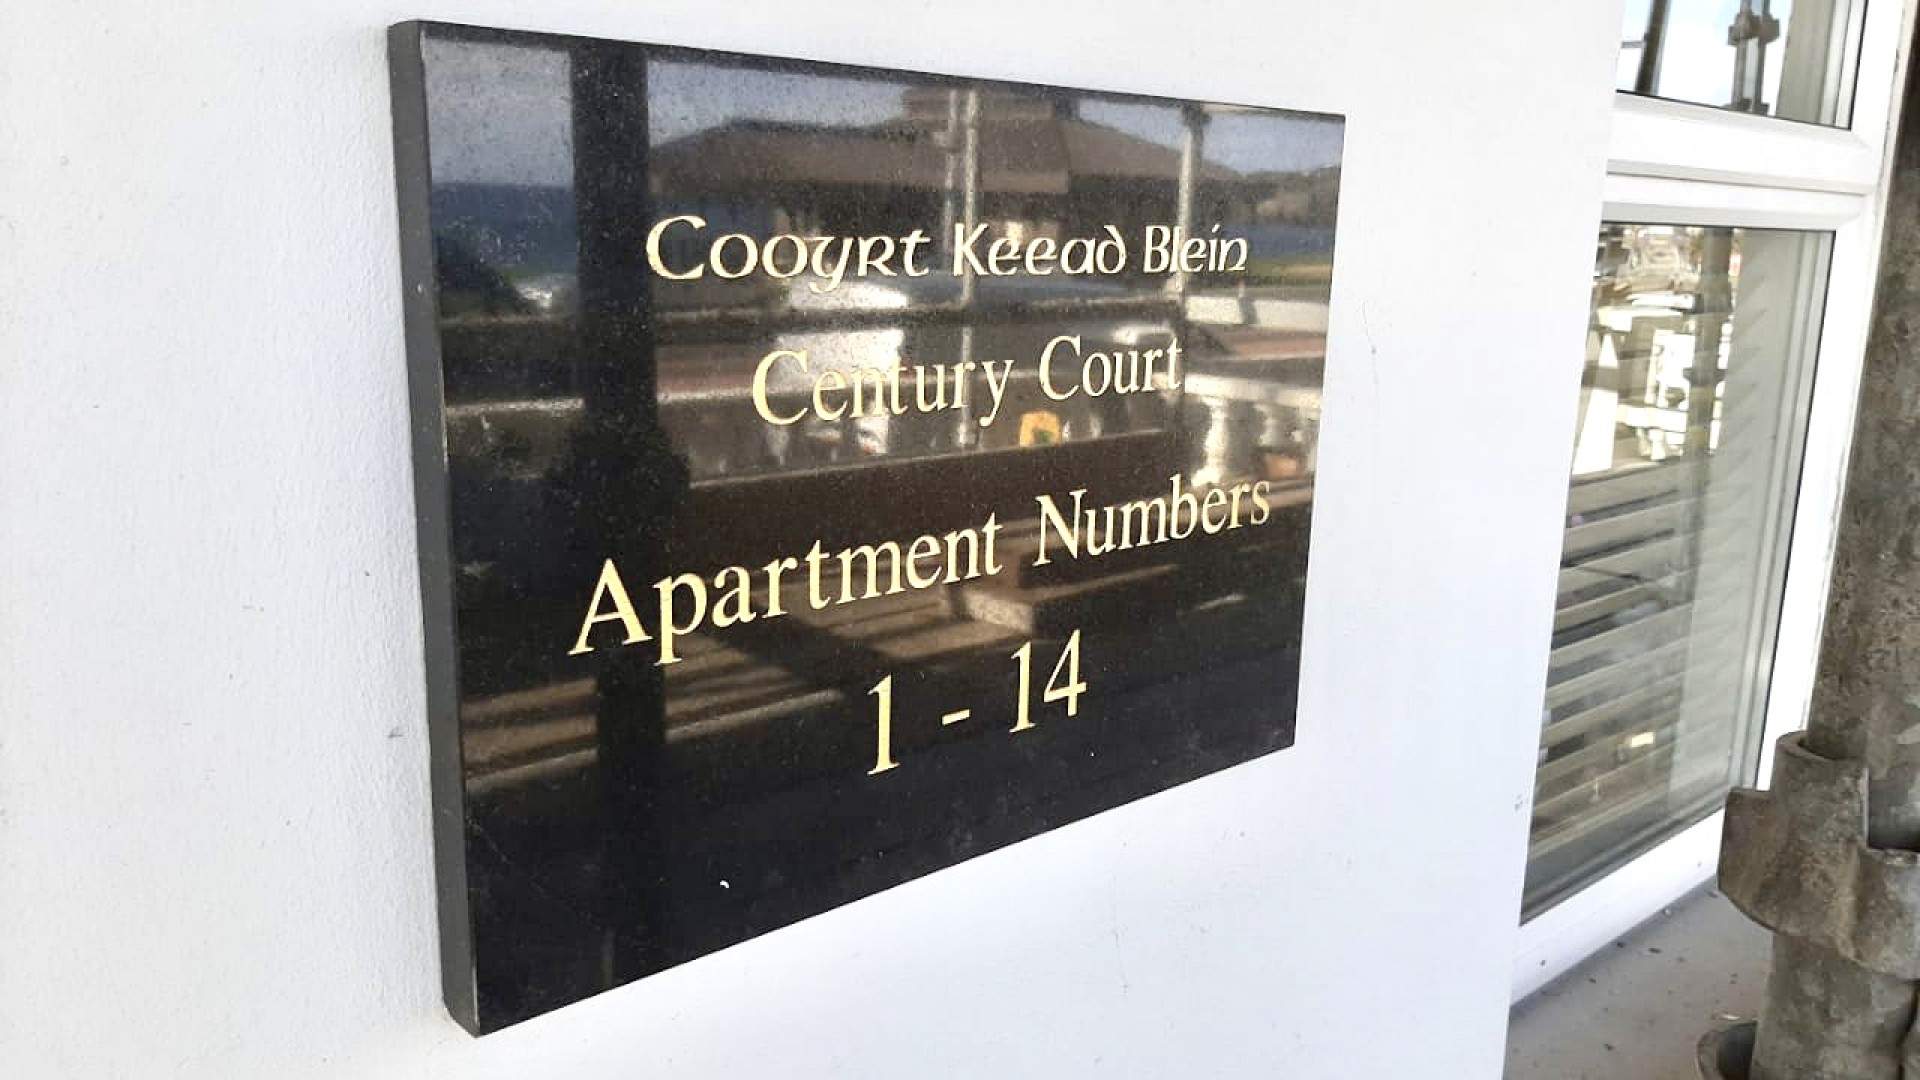 Cooyrt Keead Blein
Century Court
Apartment Numbers
1 - 14